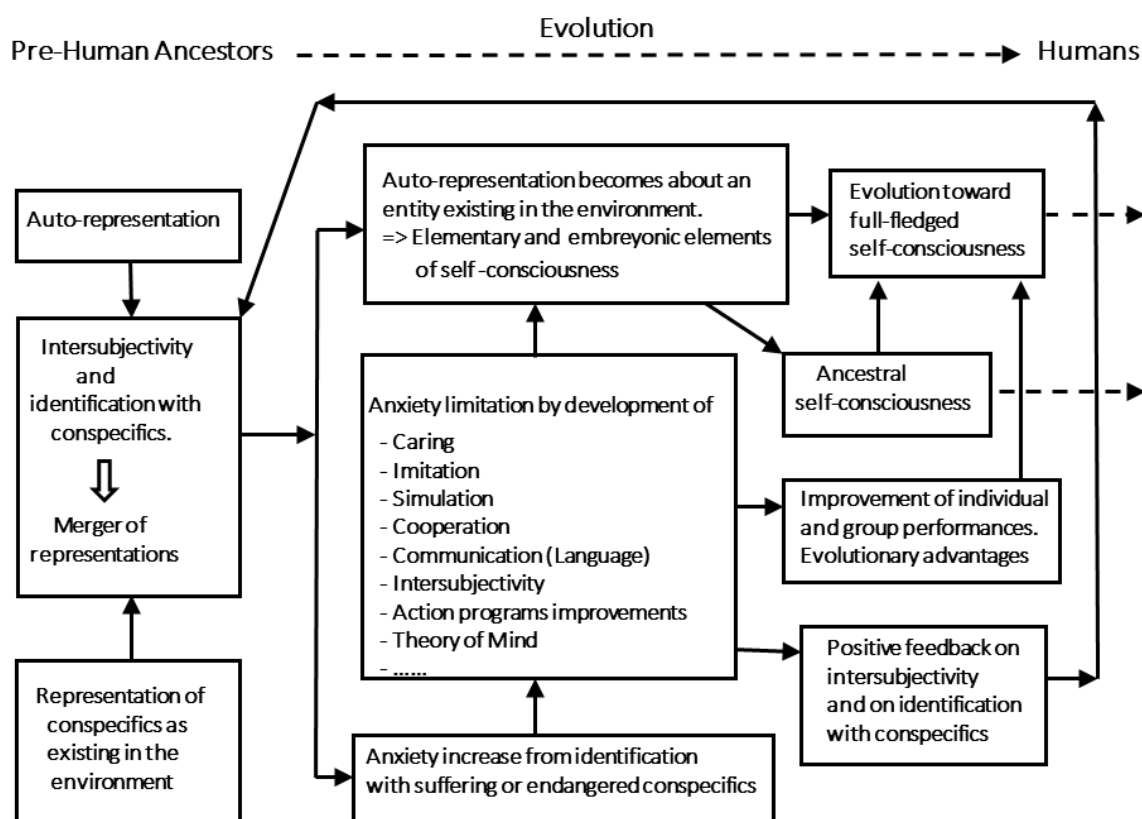 Evolution
Pre-Human Ancestors
Humans
Auto-representation
Intersubjectivity
and
identification with
conspecifics.
Merger of
representations
Representation of
conspecifics as
existing in the
environment
Auto-representation becomes about an
entity existing in the environment.
=> Elementary and embreyonic elements
of self -consciousness
Anxiety limitation by development of
- Caring
- Imitation
- Simulation
- Cooperation
- Communication (Language)
- Intersubjectivity
- Action programs improvements
- Theory of Mind
- ......
Anxiety increase from identification
with suffering or endangered conspecifics
Evolution toward
full-fledged
self-consciousness
Ancestral
self-consciousness
Improvement of individual
and group performances.
Evolutionary advantages
Positive feedback on
intersubjectivity
and on identification
with conspecifics